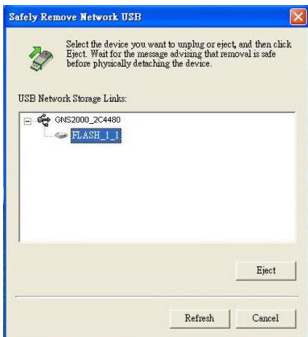 Safely Remove Network USB
Select the device you want to unplug or eject, and then click
Eject. Wait for the message advising that removal is safe
before physically detaching the device.
USB Network Storage Links:
GNS2000_2C4480
FLASH_1_1
Eject
Refresh
Cancel